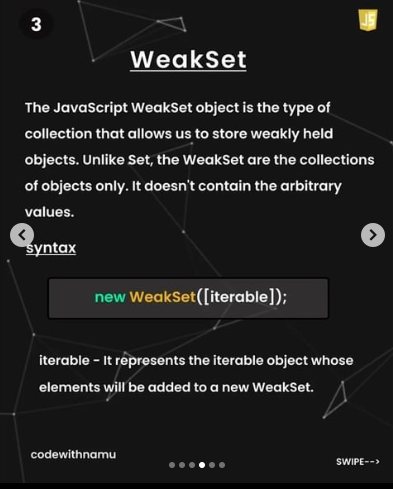 3
JS
WeakSet
The JavaScript WeakSet object is the type of
collection that allows us to store weakly held
objects. Unlike Set, the WeakSet are the collections
of objects only. It doesn't contain the arbitrary
values.
syntax
new WeakSet([iterable]);
iterable - It represents the iterable object whose
elements will be added to a new WeakSet.
codewithnamu
SWIPE-->